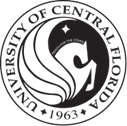 UNIVERSITY OF CENTRAL FLORIDA
1963